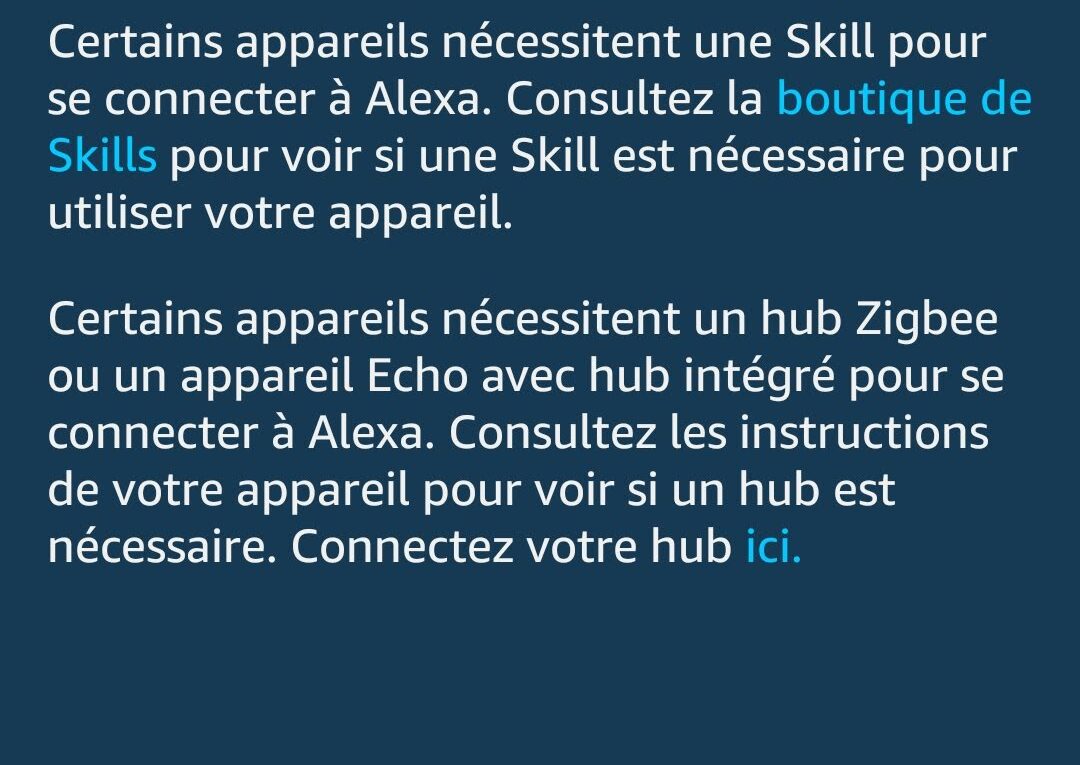 Certains appareils nécessitent une Skill pour
se connecter à Alexa. Consultez la boutique de
Skills pour voir si une Skill est nécessaire pour
utiliser votre appareil.
Certains appareils nécessitent un hub Zigbee
ou un appareil Echo avec hub intégré pour se
connecter à Alexa. Consultez les instructions
de votre appareil pour voir si un hub est
nécessaire. Connectez votre hub ici.